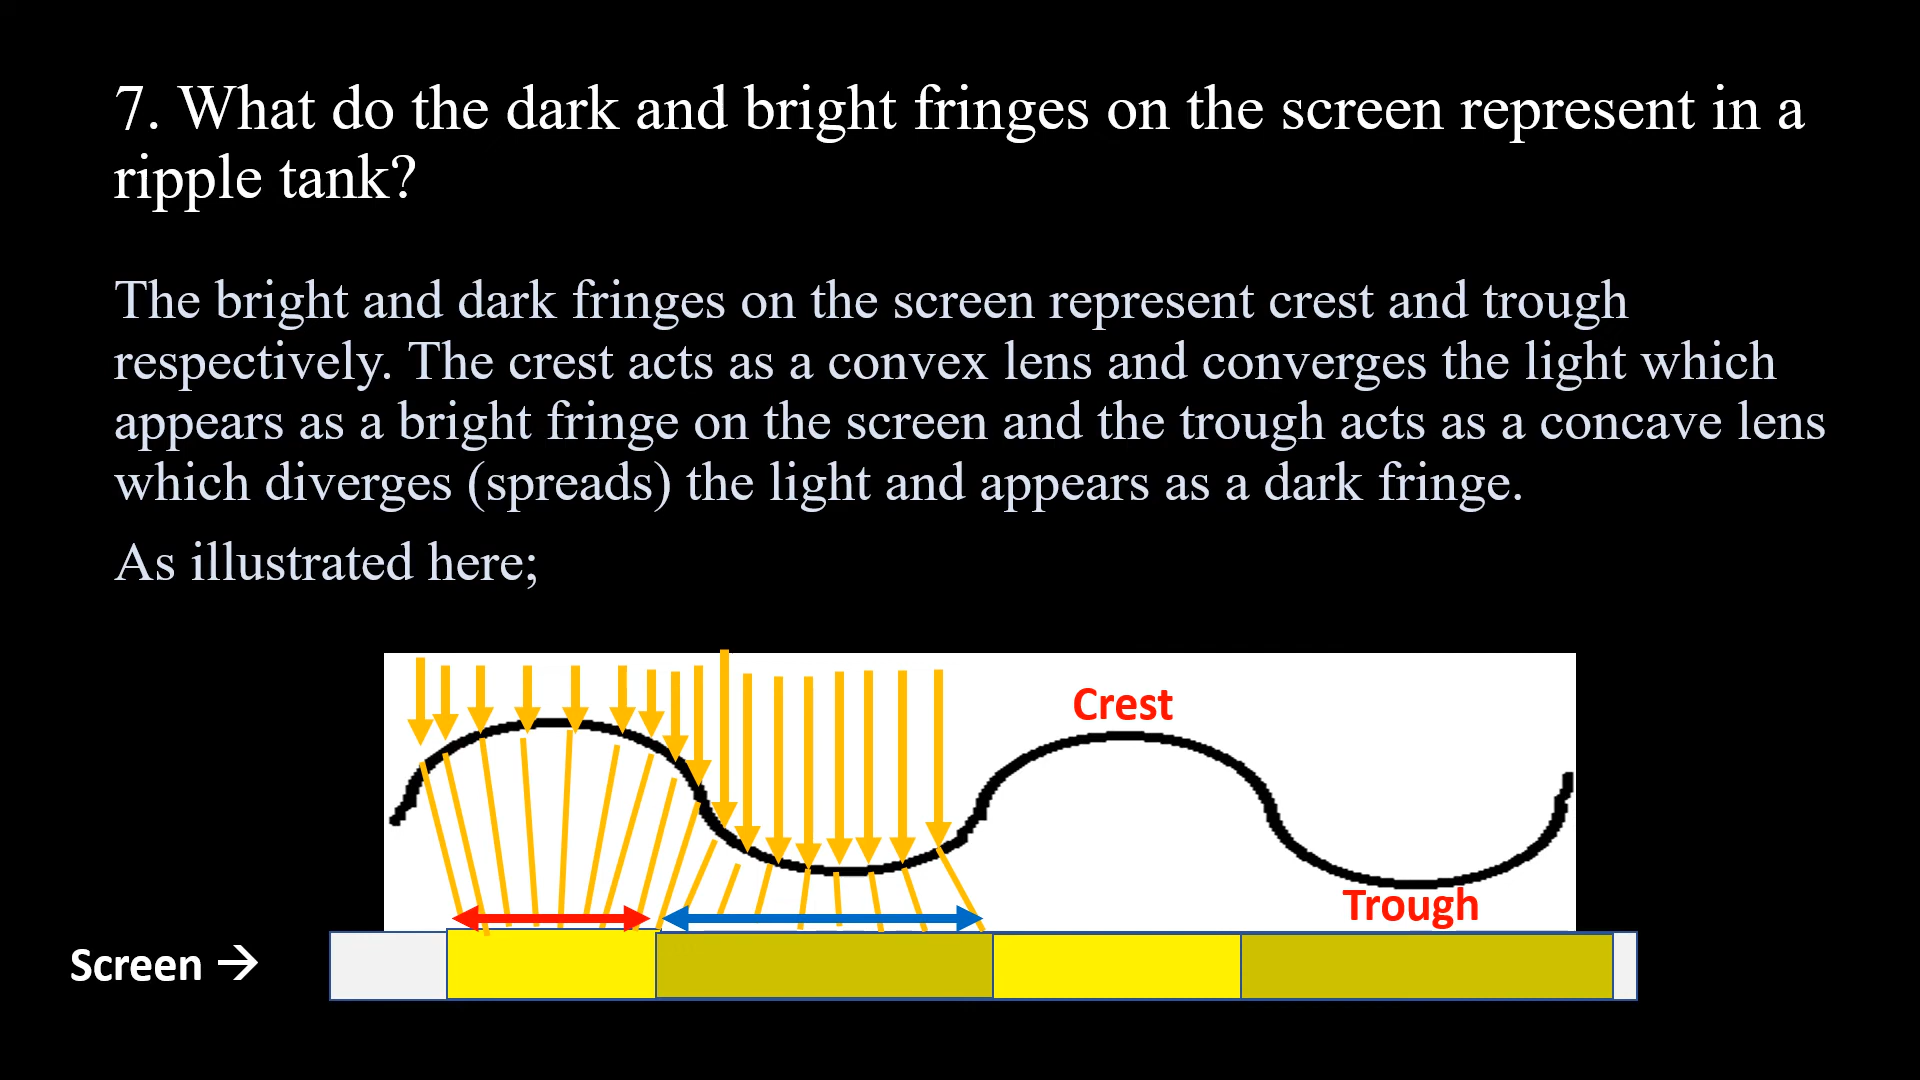 7. What do the dark and bright fringes on the screen represent in a
ripple tank?
The bright and dark fringes on the screen represent crest and trough
respectively. The crest acts as a convex lens and converges the light which
appears as a bright fringe on the screen and the trough acts as a concave lens
which diverges (spreads) the light and appears as a dark fringe.
As illustrated here;
Crest
Trough
Screen →